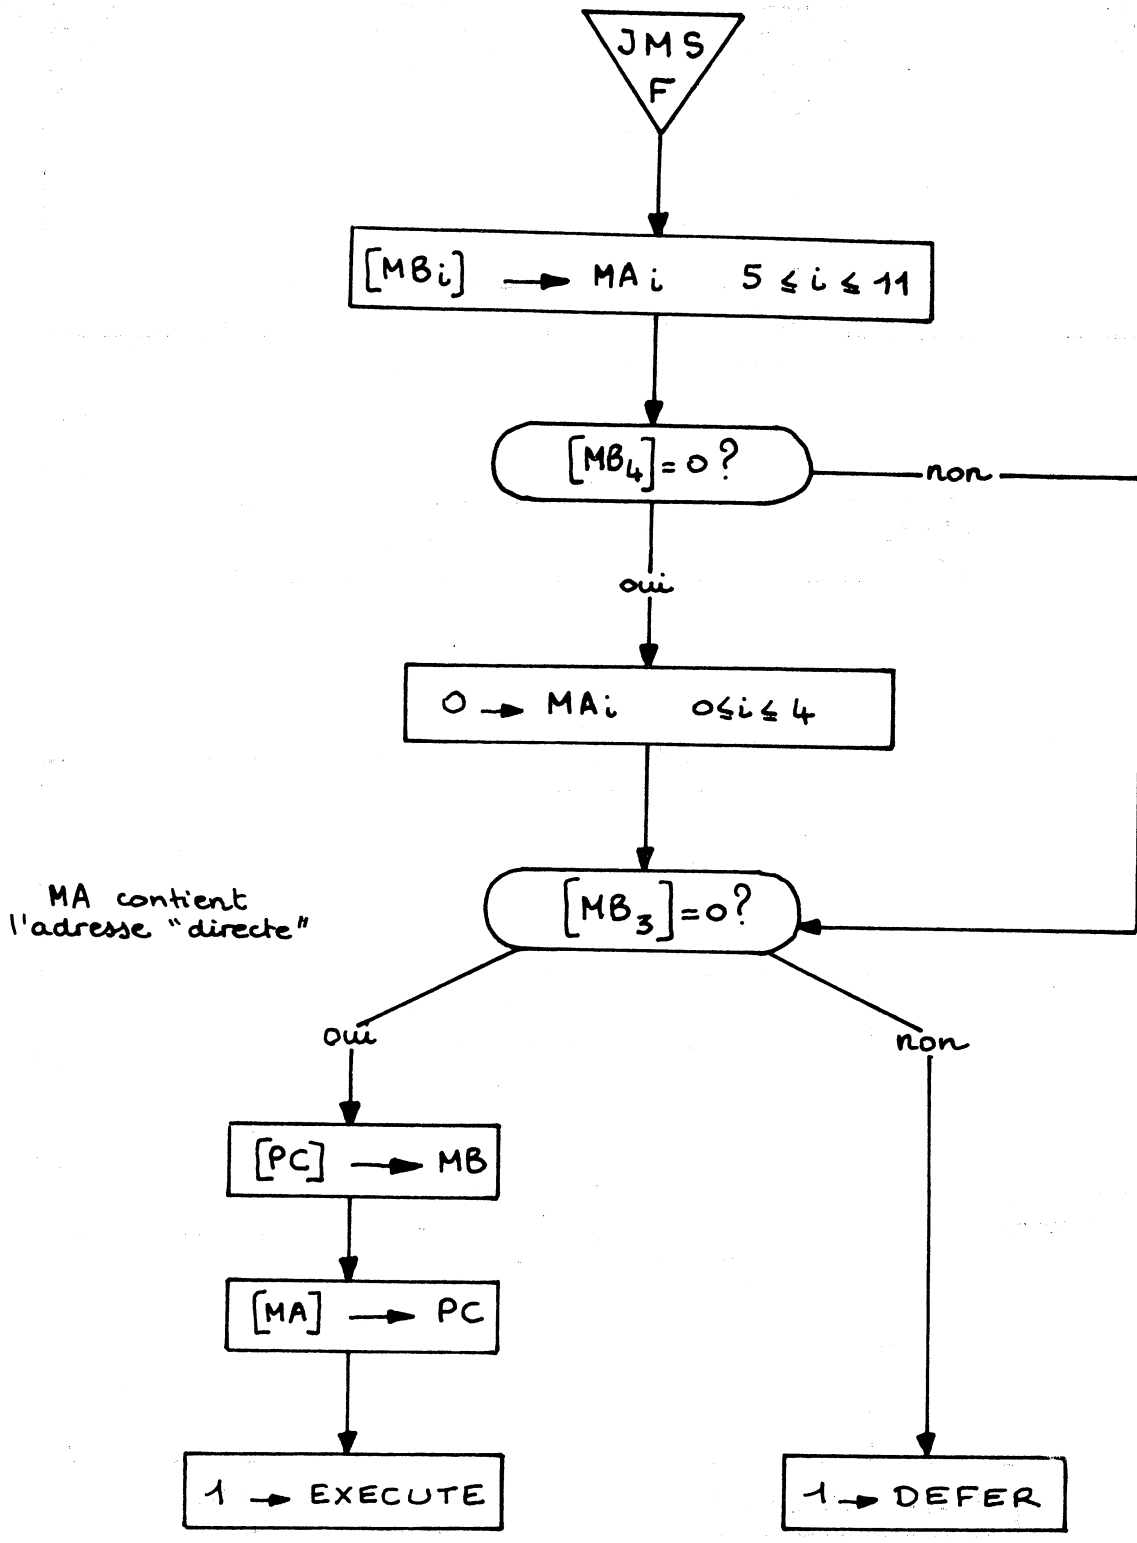 JMS
F
[MBi] → MAi 5 ≤ i ≤ 11
[MB4] = 0 ?
non
oui
0 → MAi 0 ≤ i ≤ 4
MA contient
l'adresse "directe"
[MB3] = 0 ?
oui
non
[PC] → MB
[MA] → PC
1 → EXECUTE
1 → DEFER